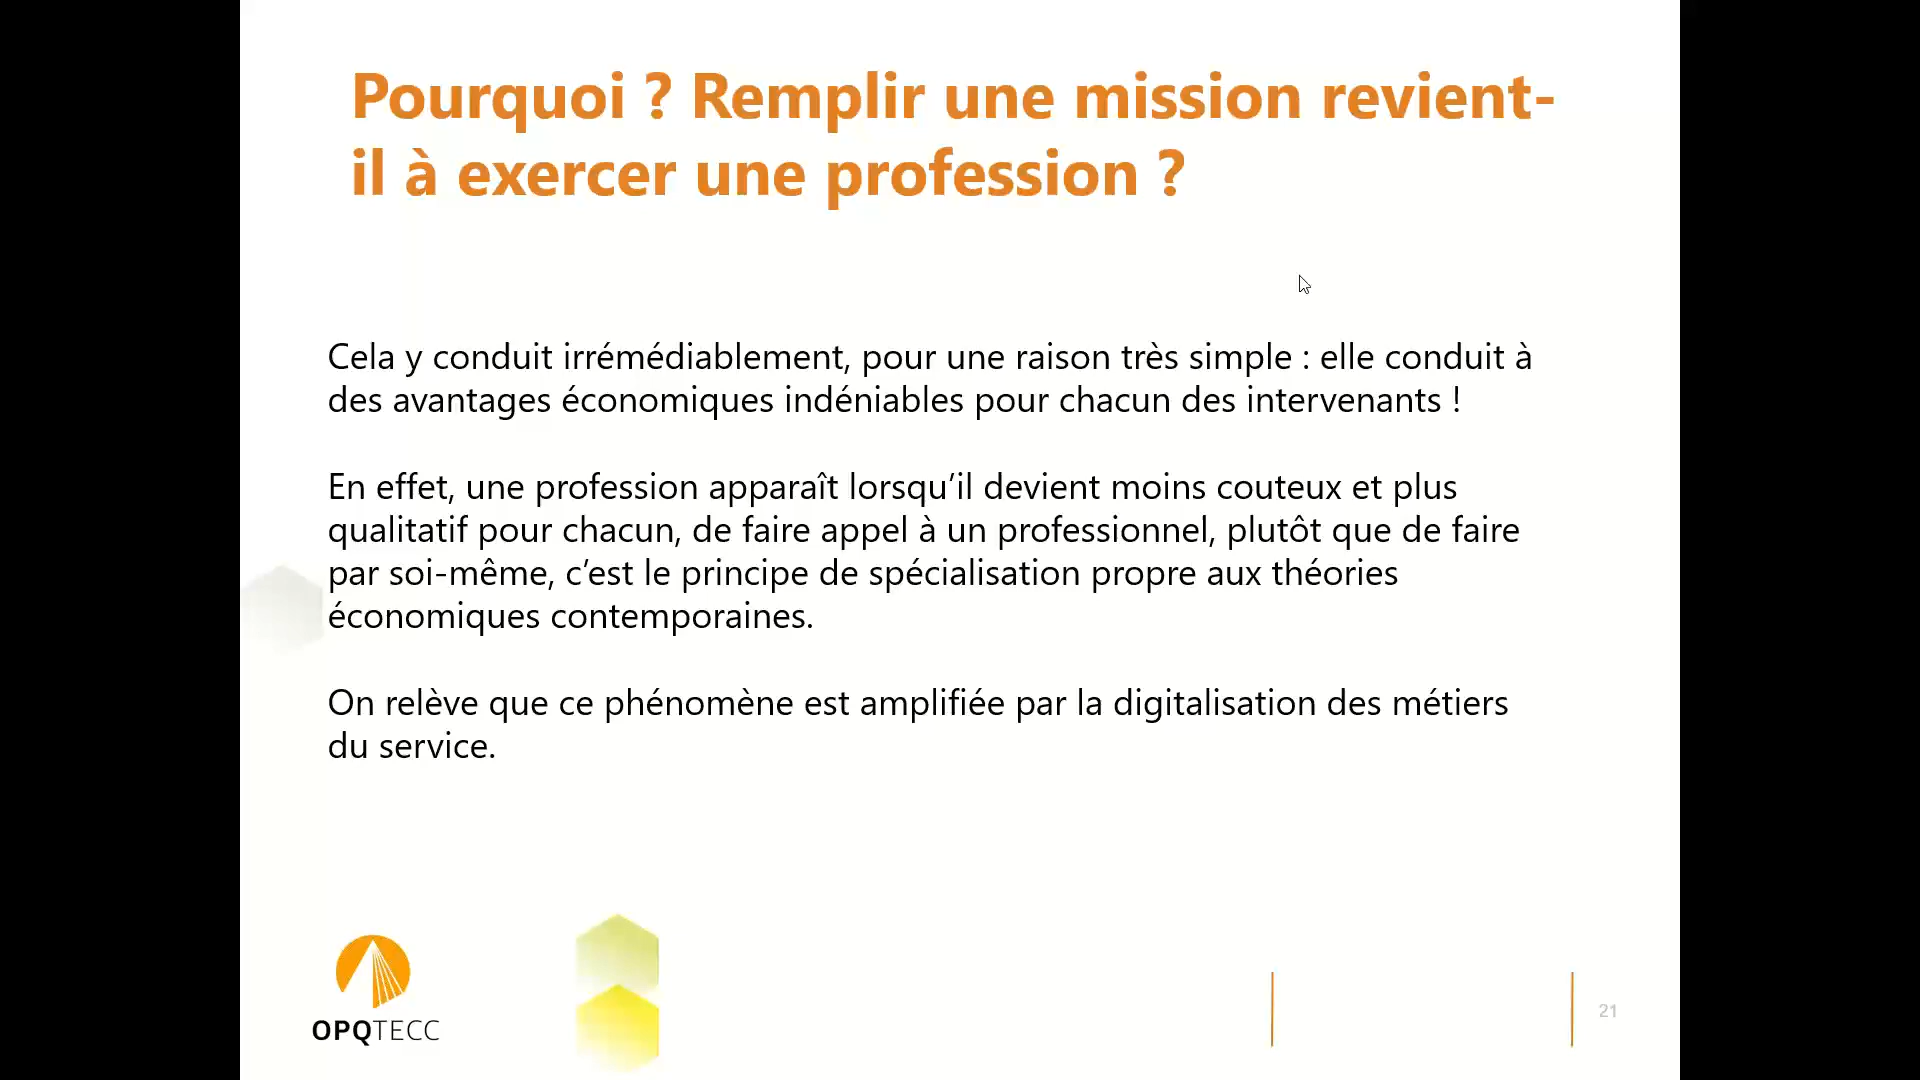 Pourquoi ? Remplir une mission revient-
il à exercer une profession ?
Cela y conduit irrémédiablement, pour une raison très simple : elle conduit à
des avantages économiques indéniables pour chacun des intervenants !
En effet, une profession apparaît lorsqu’il devient moins couteux et plus
qualitatif pour chacun, de faire appel à un professionnel, plutôt que de faire
par soi-même, c’est le principe de spécialisation propre aux théories
économiques contemporaines.
On relève que ce phénomène est amplifiée par la digitalisation des métiers
du service.
OPQTECC
21